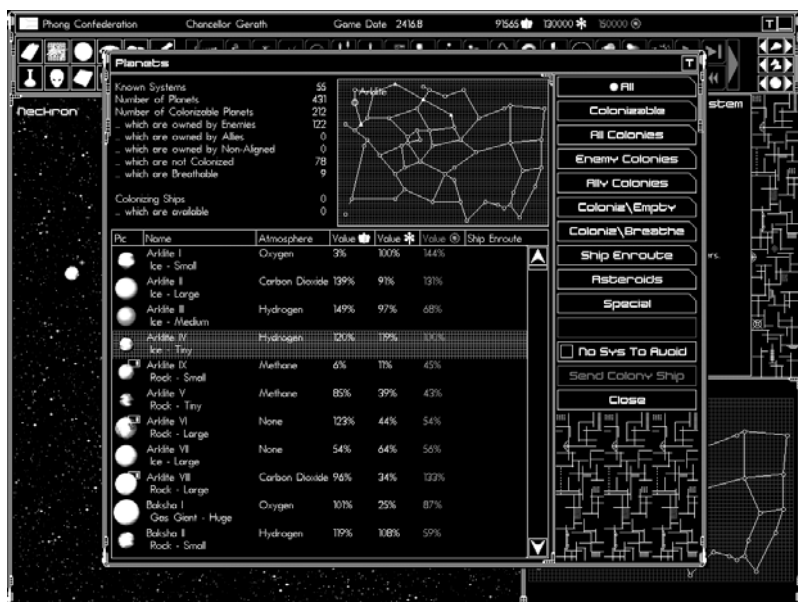 Phong Confederation Chancellor Gerath Game Date 2416.8 91565 130000 150000 T
Planets T
Neckron
stem
Known Systems 55
Number of Planets 431
Number of Colonizable Planets 212
... which are owned by Enemies 122
... which are owned by Allies 0
... which are owned by Non-Aligned 0
... which are not Colonized 78
... which are Breathable 9
Colonizing Ships 0
... which are available 0
Arklite
All
Colonizable
All Colonies
Enemy Colonies
Ally Colonies
Coloniz\Empty
Coloniz\Breathe
Ship Enroute
Asteroids
Special
No Sys To Avoid
Send Colony Ship
Close
rs.
Pic Name Atmosphere Value Value Value Ship Enroute
Arklite I Oxygen 3% 100% 144%
Ice - Small
Arklite II Carbon Dioxide 139% 91% 131%
Ice - Large
Arklite III Hydrogen 149% 97% 68%
Ice - Medium
Arklite IV Hydrogen 120% 119% 100%
Ice - Tiny
Arklite IX Methane 6% 11% 45%
Rock - Small
Arklite V Methane 85% 39% 43%
Rock - Tiny
Arklite VI None 123% 44% 54%
Rock - Large
Arklite VII None 54% 64% 56%
Ice - Large
Arklite VIII Carbon Dioxide 96% 34% 133%
Rock - Large
Baksha I Oxygen 101% 25% 87%
Gas Giant - Huge
Baksha II Hydrogen 119% 108% 59%
Rock - Small